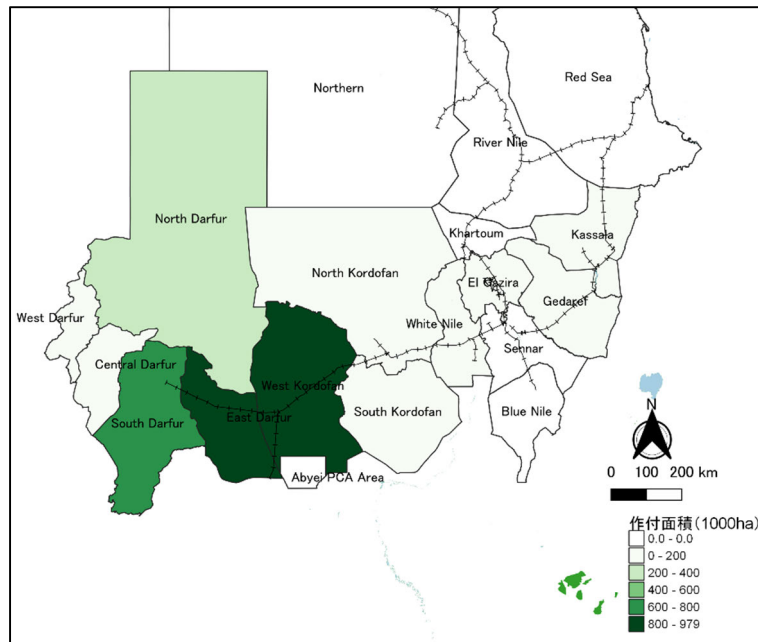 Northern
Red Sea
River Nile
North Darfur
Khartoum
Kassala
North Kordofan
El Gazira
Gedaref
West Darfur
White Nile
Sennar
Central Darfur
West Kordofan
South Kordofan
Blue Nile
South Darfur
East Darfur
Abyei PCA Area
N
0 100 200 km
作付面積(1000ha)
0.0 - 0.0
0 - 200
200 - 400
400 - 600
600 - 800
800 - 979